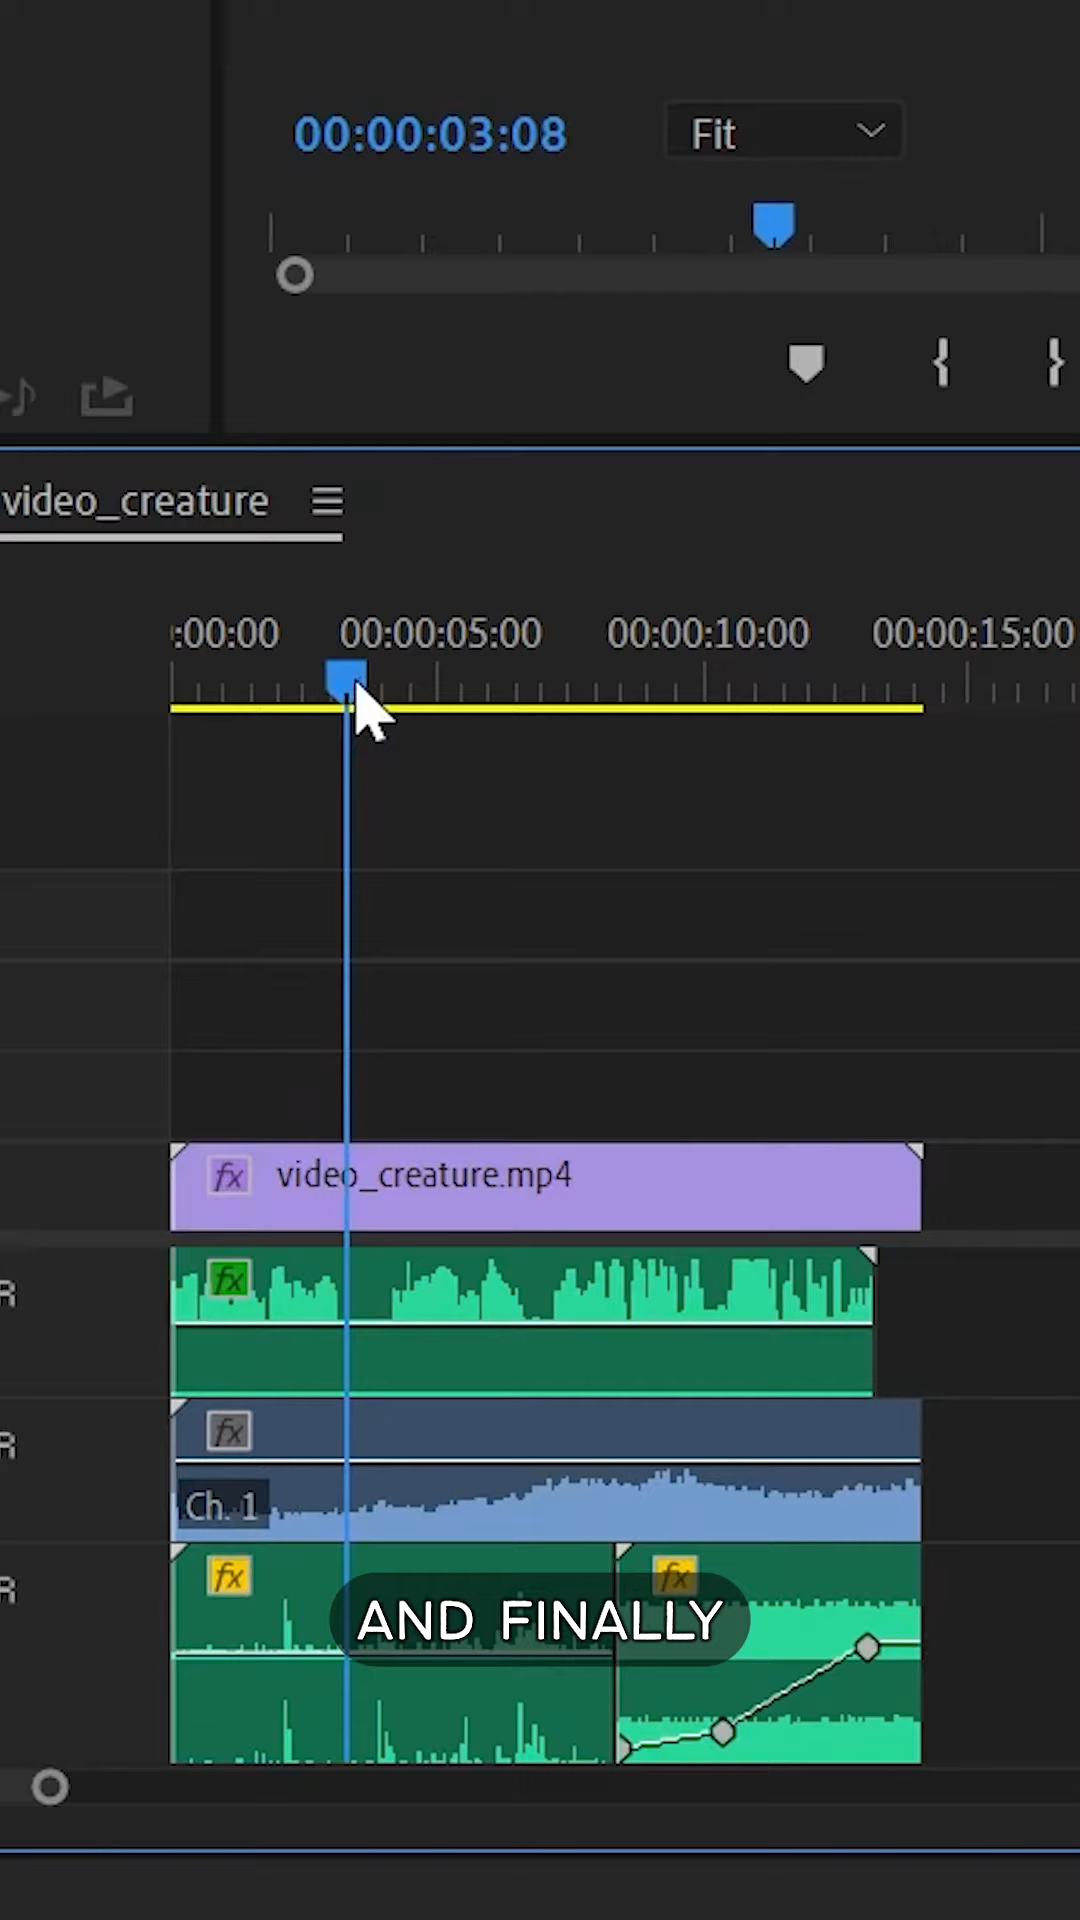 00:00:03:08
Fit
video_creature
:00:00
00:00:05:00
00:00:10:00
00:00:15:00
fx
video_creature.mp4
fx
R
fx
R
Ch. 1
fx
fx
R
AND FINALLY